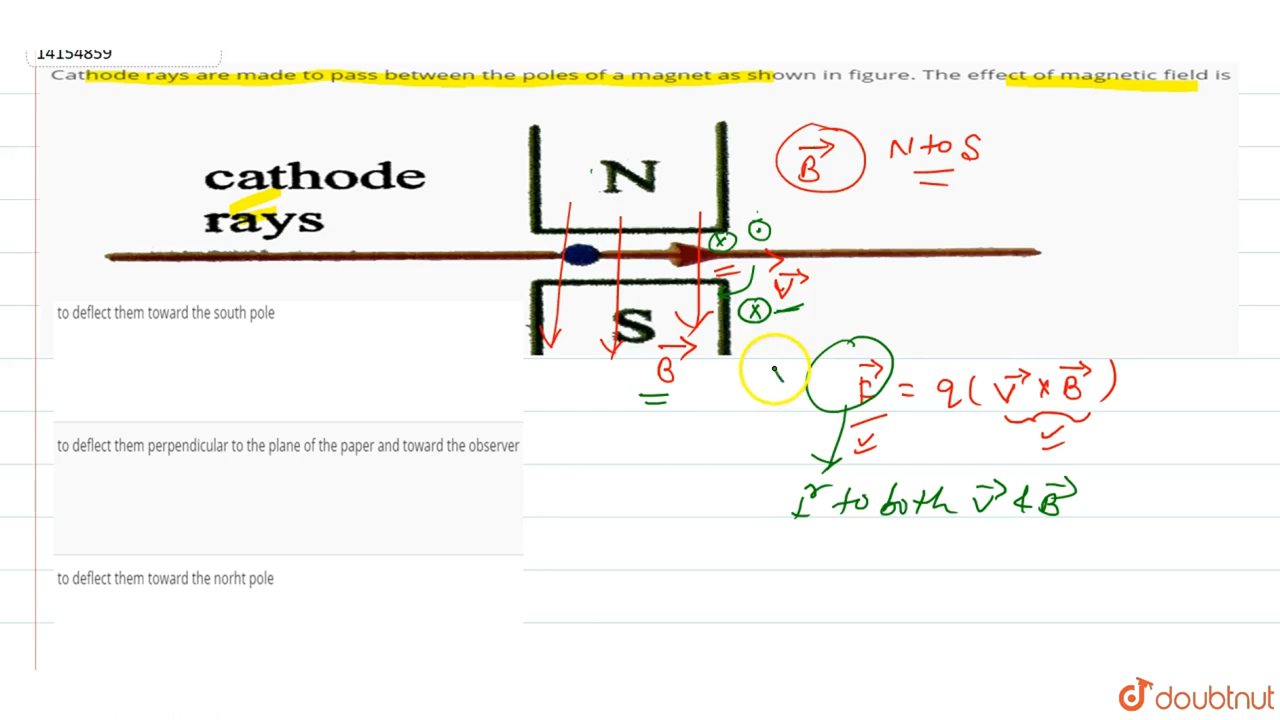 14154859
Cathode rays are made to pass between the poles of a magnet as shown in figure. The effect of magnetic field is
B N to S
cathode
rays
N
V
S
B
to deflect them toward the south pole
F = q ( V × B )
to deflect them perpendicular to the plane of the paper and toward the observer
⊥r to both V & B
to deflect them toward the norht pole
doubtnut